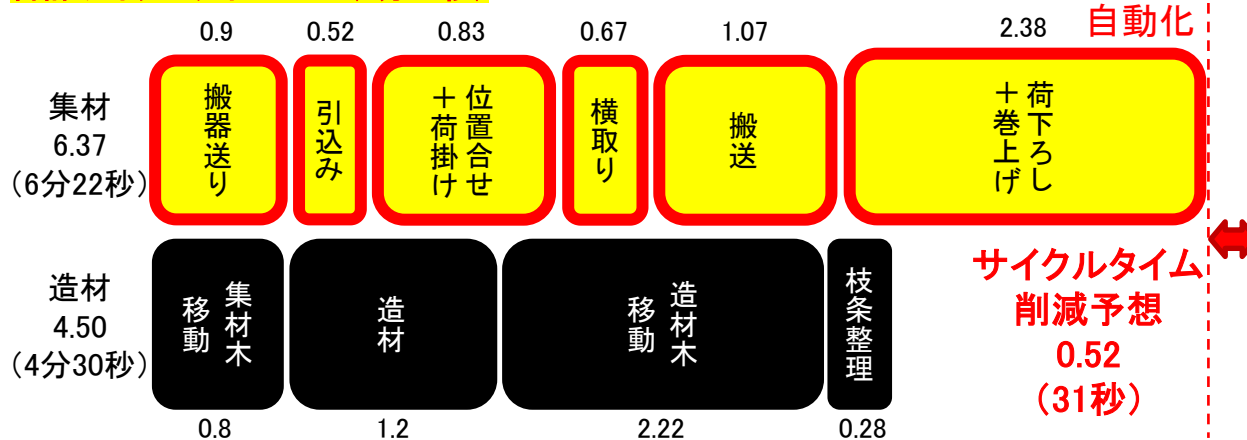 0.9 0.52 0.83 0.67 1.07 2.38 自動化
集材
6.37
(6分22秒)
搬器送り
引込み
位置合せ
+荷掛け
横取り
搬送
荷下ろし
+巻上げ
造材
4.50
(4分30秒)
集材木
移動
造材
造材木
移動
枝条整理
サイクルタイム
削減予想
0.52
(31秒)
0.8 1.2 2.22 0.28